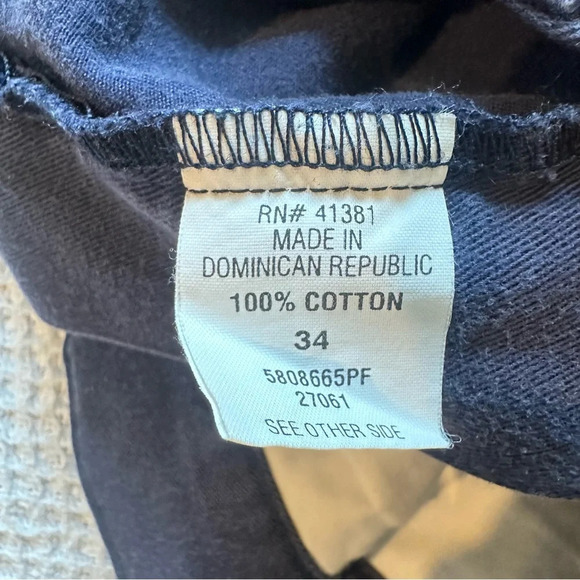 RN# 41381
MADE IN
DOMINICAN REPUBLIC
100% COTTON
34
5808665PF
27061
SEE OTHER SIDE